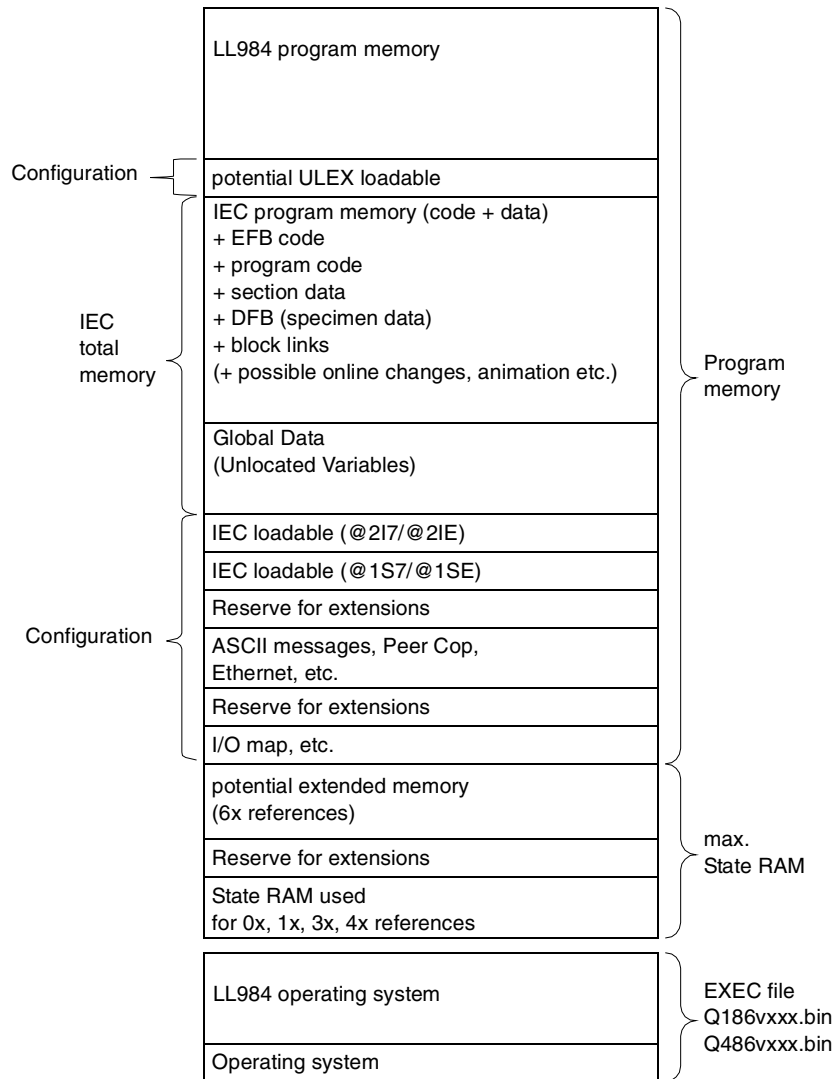 LL984 program memory
Configuration
potential ULEX loadable
IEC program memory (code + data)
+ EFB code
+ program code
+ section data
+ DFB (specimen data)
+ block links
(+ possible online changes, animation etc.)
IEC
total
memory
Program
memory
Global Data
(Unlocated Variables)
IEC loadable (@2I7/@2IE)
IEC loadable (@1S7/@1SE)
Reserve for extensions
Configuration
ASCII messages, Peer Cop,
Ethernet, etc.
Reserve for extensions
I/O map, etc.
potential extended memory
(6x references)
max.
State RAM
Reserve for extensions
State RAM used
for 0x, 1x, 3x, 4x references
LL984 operating system
EXEC file
Q186vxxx.bin
Q486vxxx.bin
Operating system